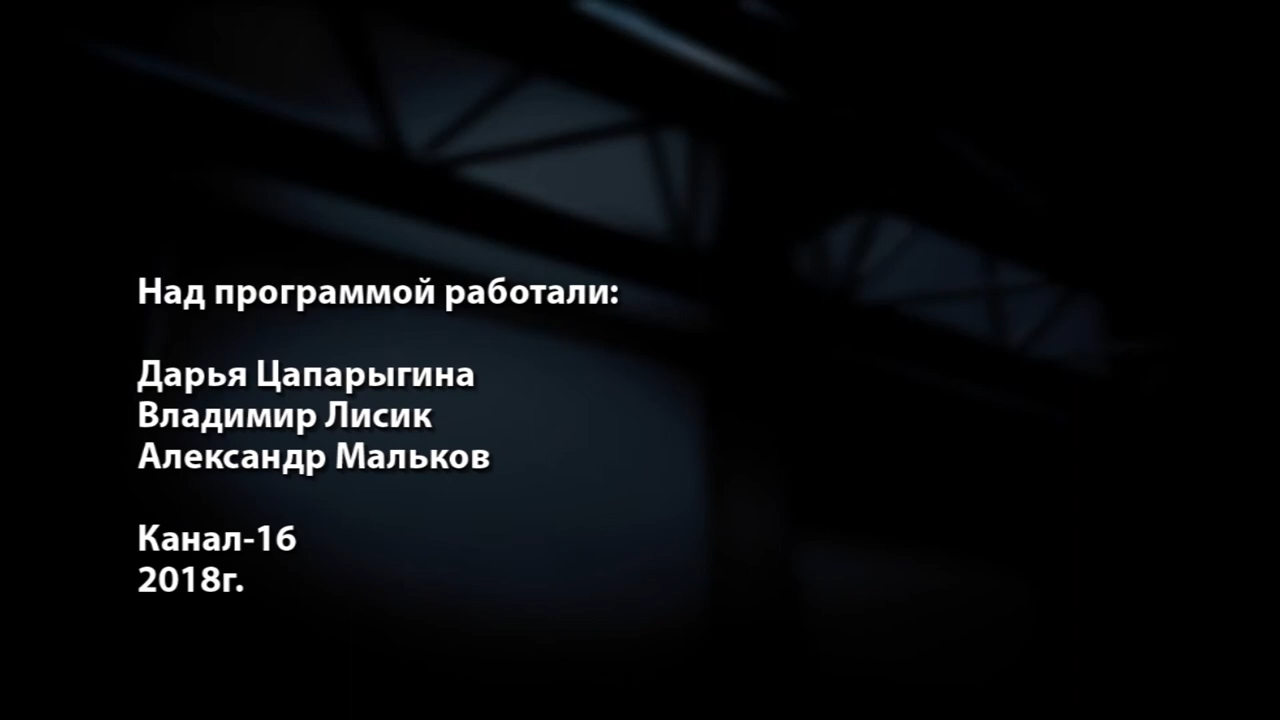 Над программой работали:
Дарья Цапарыгина
Владимир Лисик
Александр Мальков
Канал-16
2018г.